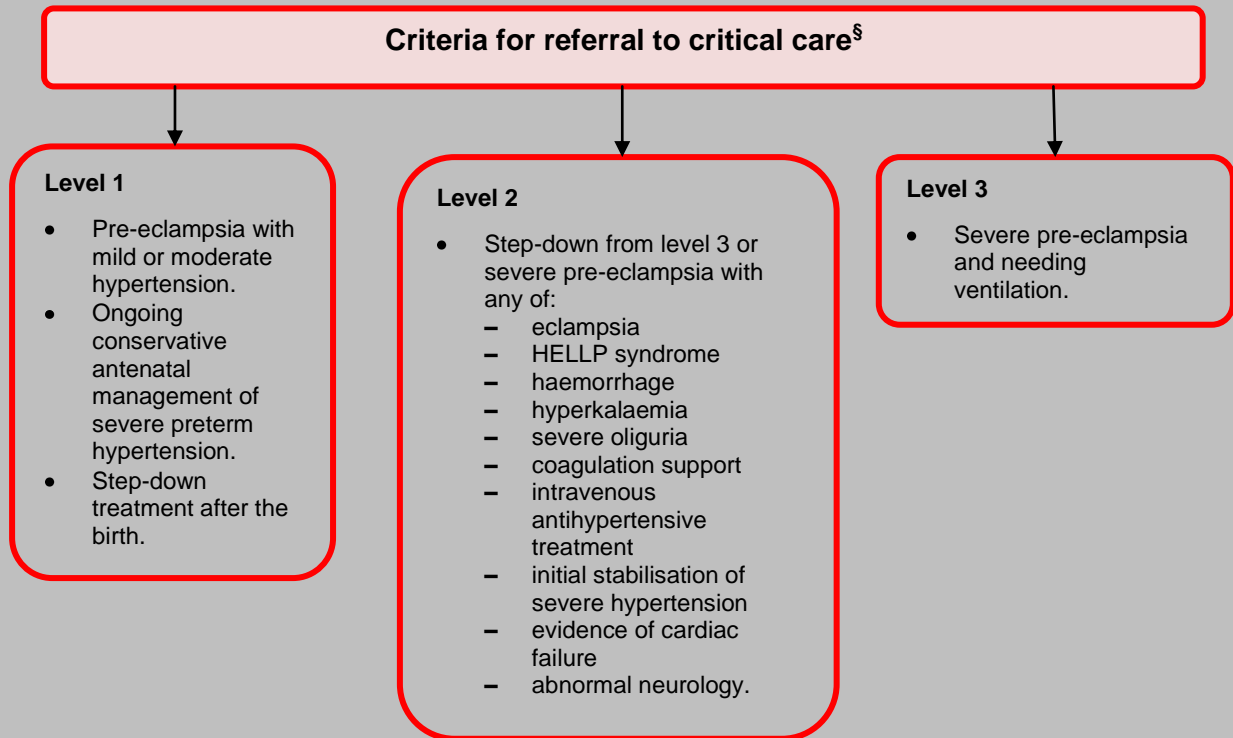 Criteria for referral to critical care§
Level 1
• Pre-eclampsia with
mild or moderate
hypertension.
• Ongoing
conservative
antenatal
management of
severe preterm
hypertension.
• Step-down
treatment after the
birth.
Level 2
• Step-down from level 3 or
severe pre-eclampsia with
any of:
– eclampsia
– HELLP syndrome
– haemorrhage
– hyperkalaemia
– severe oliguria
– coagulation support
– intravenous
antihypertensive
treatment
– initial stabilisation of
severe hypertension
– evidence of cardiac
failure
– abnormal neurology.
Level 3
• Severe pre-eclampsia
and needing
ventilation.